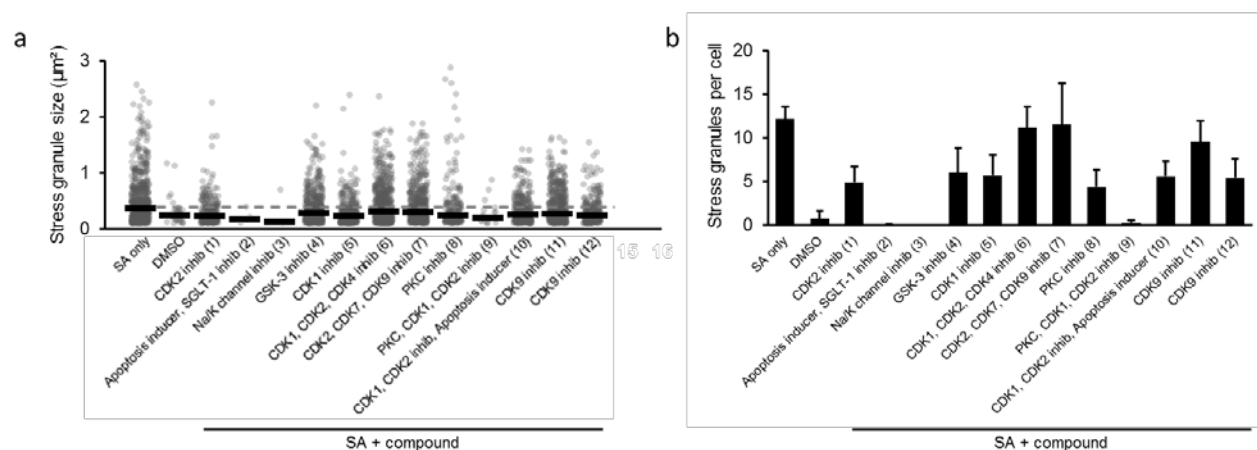 a
Stress granule size (µm²)
3
2
1
0
SA only
DMSO
CDK2 inhib (1)
Apoptosis inducer, SGLT-1 inhib (2)
Na/K channel inhib (3)
GSK-3 inhib (4)
CDK1 inhib (5)
CDK1, CDK2, CDK4 inhib (6)
CDK2, CDK7, CDK9 inhib (7)
PKC inhib (8)
PKC, CDK1, CDK2 inhib (9)
CDK1, CDK2 inhib, Apoptosis inducer (10)
CDK9 inhib (11)
CDK9 inhib (12)
15 16
SA + compound
b
Stress granules per cell
20
15
10
5
0
SA only
DMSO
CDK2 inhib (1)
Apoptosis inducer, SGLT-1 inhib (2)
Na/K channel inhib (3)
GSK-3 inhib (4)
CDK1 inhib (5)
CDK1, CDK2, CDK4 inhib (6)
CDK2, CDK7, CDK9 inhib (7)
PKC inhib (8)
PKC, CDK1, CDK2 inhib (9)
CDK1, CDK2 inhib, Apoptosis inducer (10)
CDK9 inhib (11)
CDK9 inhib (12)
SA + compound